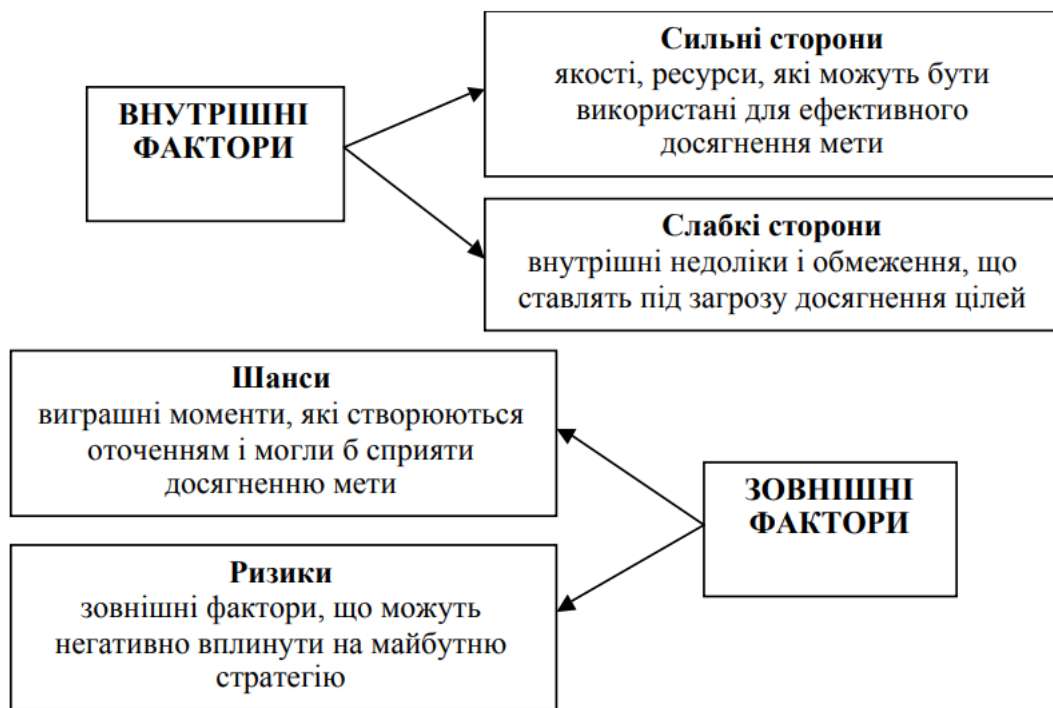 Сильні сторони
якості, ресурси, які можуть бути
використані для ефективного
досягнення мети
ВНУТРІШНІ
ФАКТОРИ
Слабкі сторони
внутрішні недоліки і обмеження, що
ставлять під загрозу досягнення цілей
Шанси
виграшні моменти, які створюються
оточенням і могли б сприяти
досягненню мети
ЗОВНІШНІ
ФАКТОРИ
Ризики
зовнішні фактори, що можуть
негативно вплинути на майбутню
стратегію